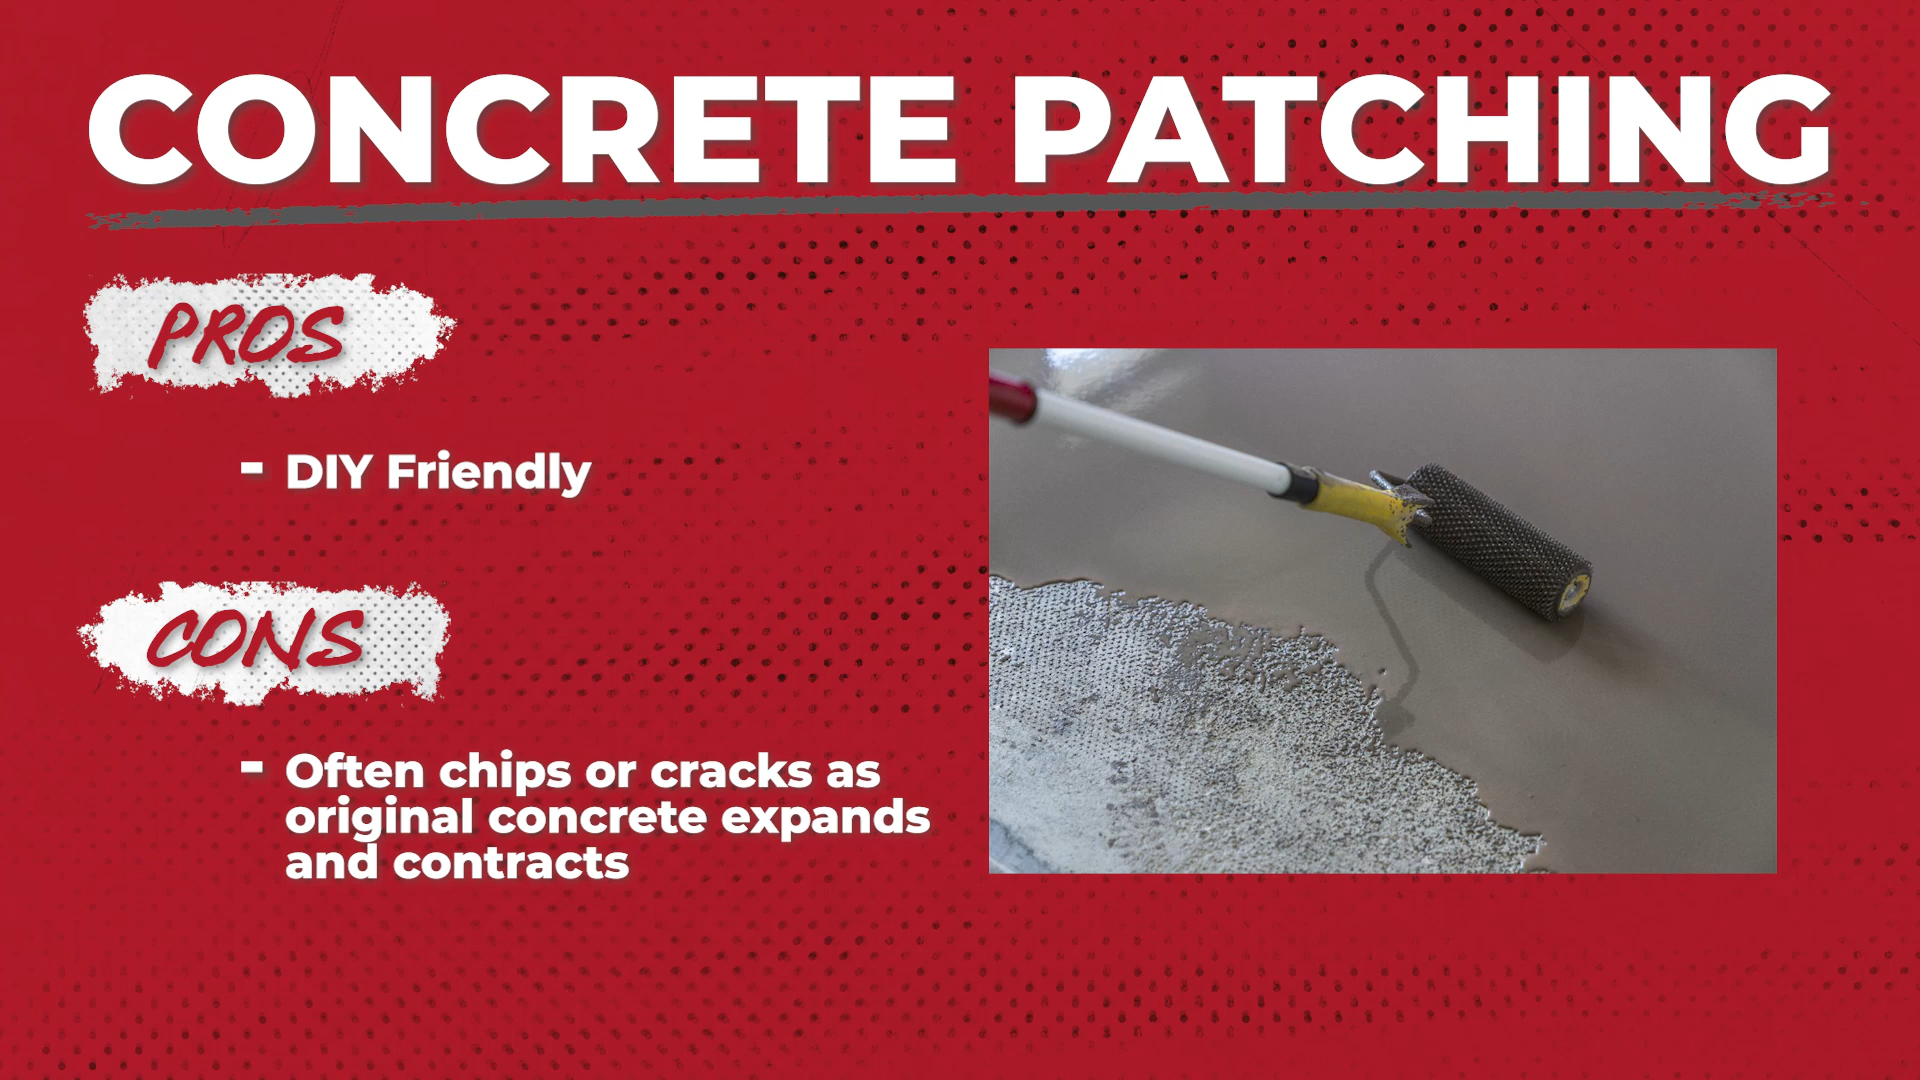 CONCRETE PATCHING
PROS
- DIY Friendly
CONS
- Often chips or cracks as
original concrete expands
and contracts